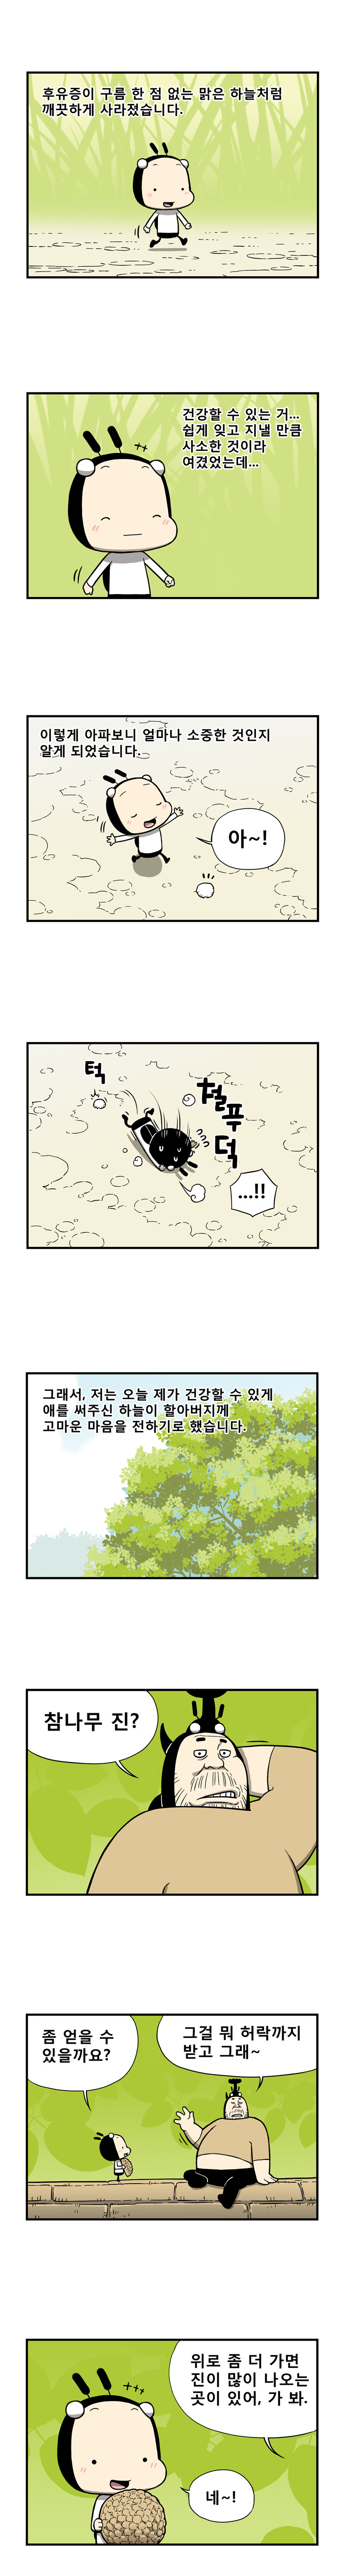 후유증이 구름 한 점 없는 맑은 하늘처럼
깨끗하게 사라졌습니다.
건강할 수 있는 거...
쉽게 잊고 지낼 만큼
사소한 것이라
여겼었는데...
이렇게 아파보니 얼마나 소중한 것인지
알게 되었습니다.
아~!
턱
철
푸
덕
...!!
그래서, 저는 오늘 제가 건강할 수 있게
애를 써주신 하늘이 할아버지께
고마운 마음을 전하기로 했습니다.
참나무 진?
좀 얻을 수
있을까요?
그걸 뭐 허락까지
받고 그래~
위로 좀 더 가면
진이 많이 나오는
곳이 있어, 가 봐.
네~!